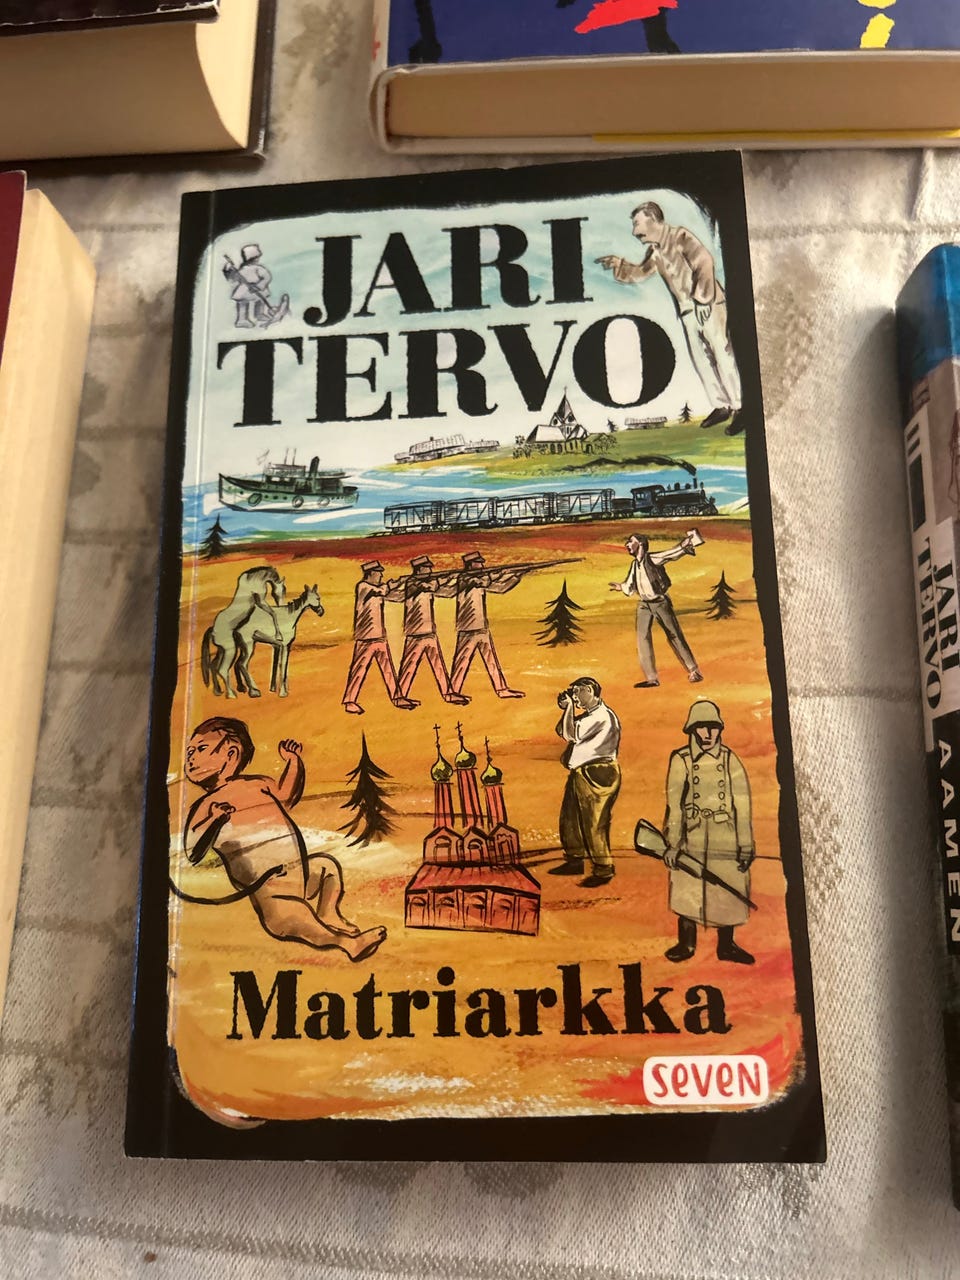 JARI
TERVO
Matriarkka
seven
JARI
TERVO
AAMEN